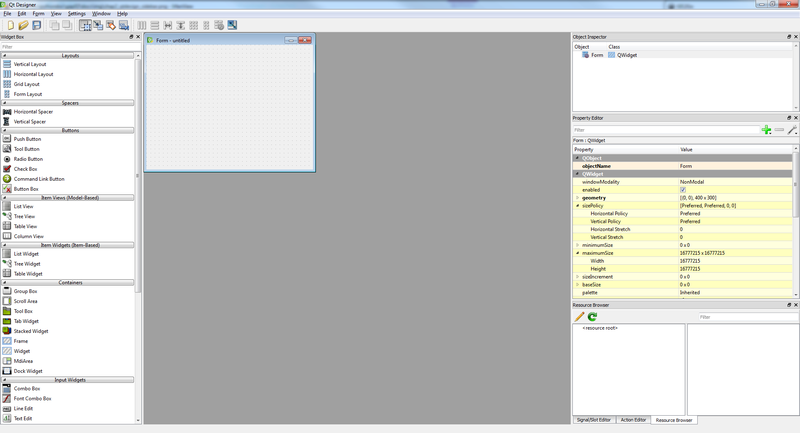 Qt Designer
File Edit Form View Settings Window Help
Widget Box
Filter
Layouts
Vertical Layout
Horizontal Layout
Grid Layout
Form Layout
Spacers
Horizontal Spacer
Vertical Spacer
Buttons
Push Button
Tool Button
Radio Button
Check Box
Command Link Button
Button Box
Item Views (Model-Based)
List View
Tree View
Table View
Column View
Item Widgets (Item-Based)
List Widget
Tree Widget
Table Widget
Containers
Group Box
Scroll Area
Tool Box
Tab Widget
Stacked Widget
Frame
Widget
MdiArea
Dock Widget
Input Widgets
Combo Box
Font Combo Box
Line Edit
Text Edit
Form - untitled
Object Inspector
Object Class
Form QWidget
Property Editor
Filter
Form : QWidget
Property Value
QObject
objectName Form
QWidget
windowModality NonModal
enabled
geometry [(0, 0), 400 x 300]
sizePolicy [Preferred, Preferred, 0, 0]
Horizontal Policy Preferred
Vertical Policy Preferred
Horizontal Stretch 0
Vertical Stretch 0
minimumSize 0 x 0
maximumSize 16777215 x 16777215
Width 16777215
Height 16777215
sizeIncrement 0 x 0
baseSize 0 x 0
palette Inherited
Resource Browser
Filter
<resource root>
Signal/Slot Editor Action Editor Resource Browser